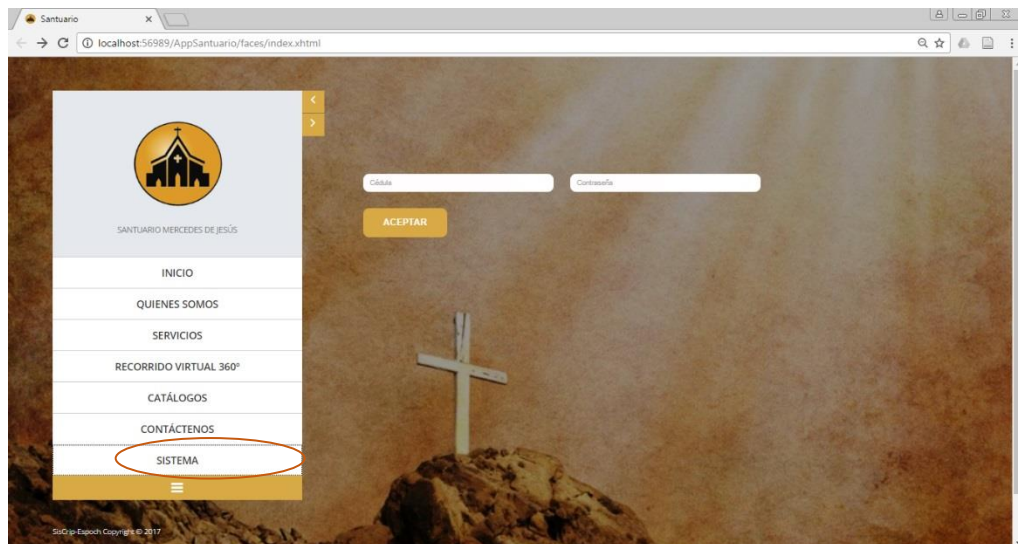 Santuario
localhost:56989/AppSantuario/faces/index.xhtml
Cédula
Contraseña
ACEPTAR
SANTUARIO MERCEDES DE JESÚS
INICIO
QUIENES SOMOS
SERVICIOS
RECORRIDO VIRTUAL 360º
CATÁLOGOS
CONTÁCTENOS
SISTEMA
SisCrip-Espoch Copyright © 2017